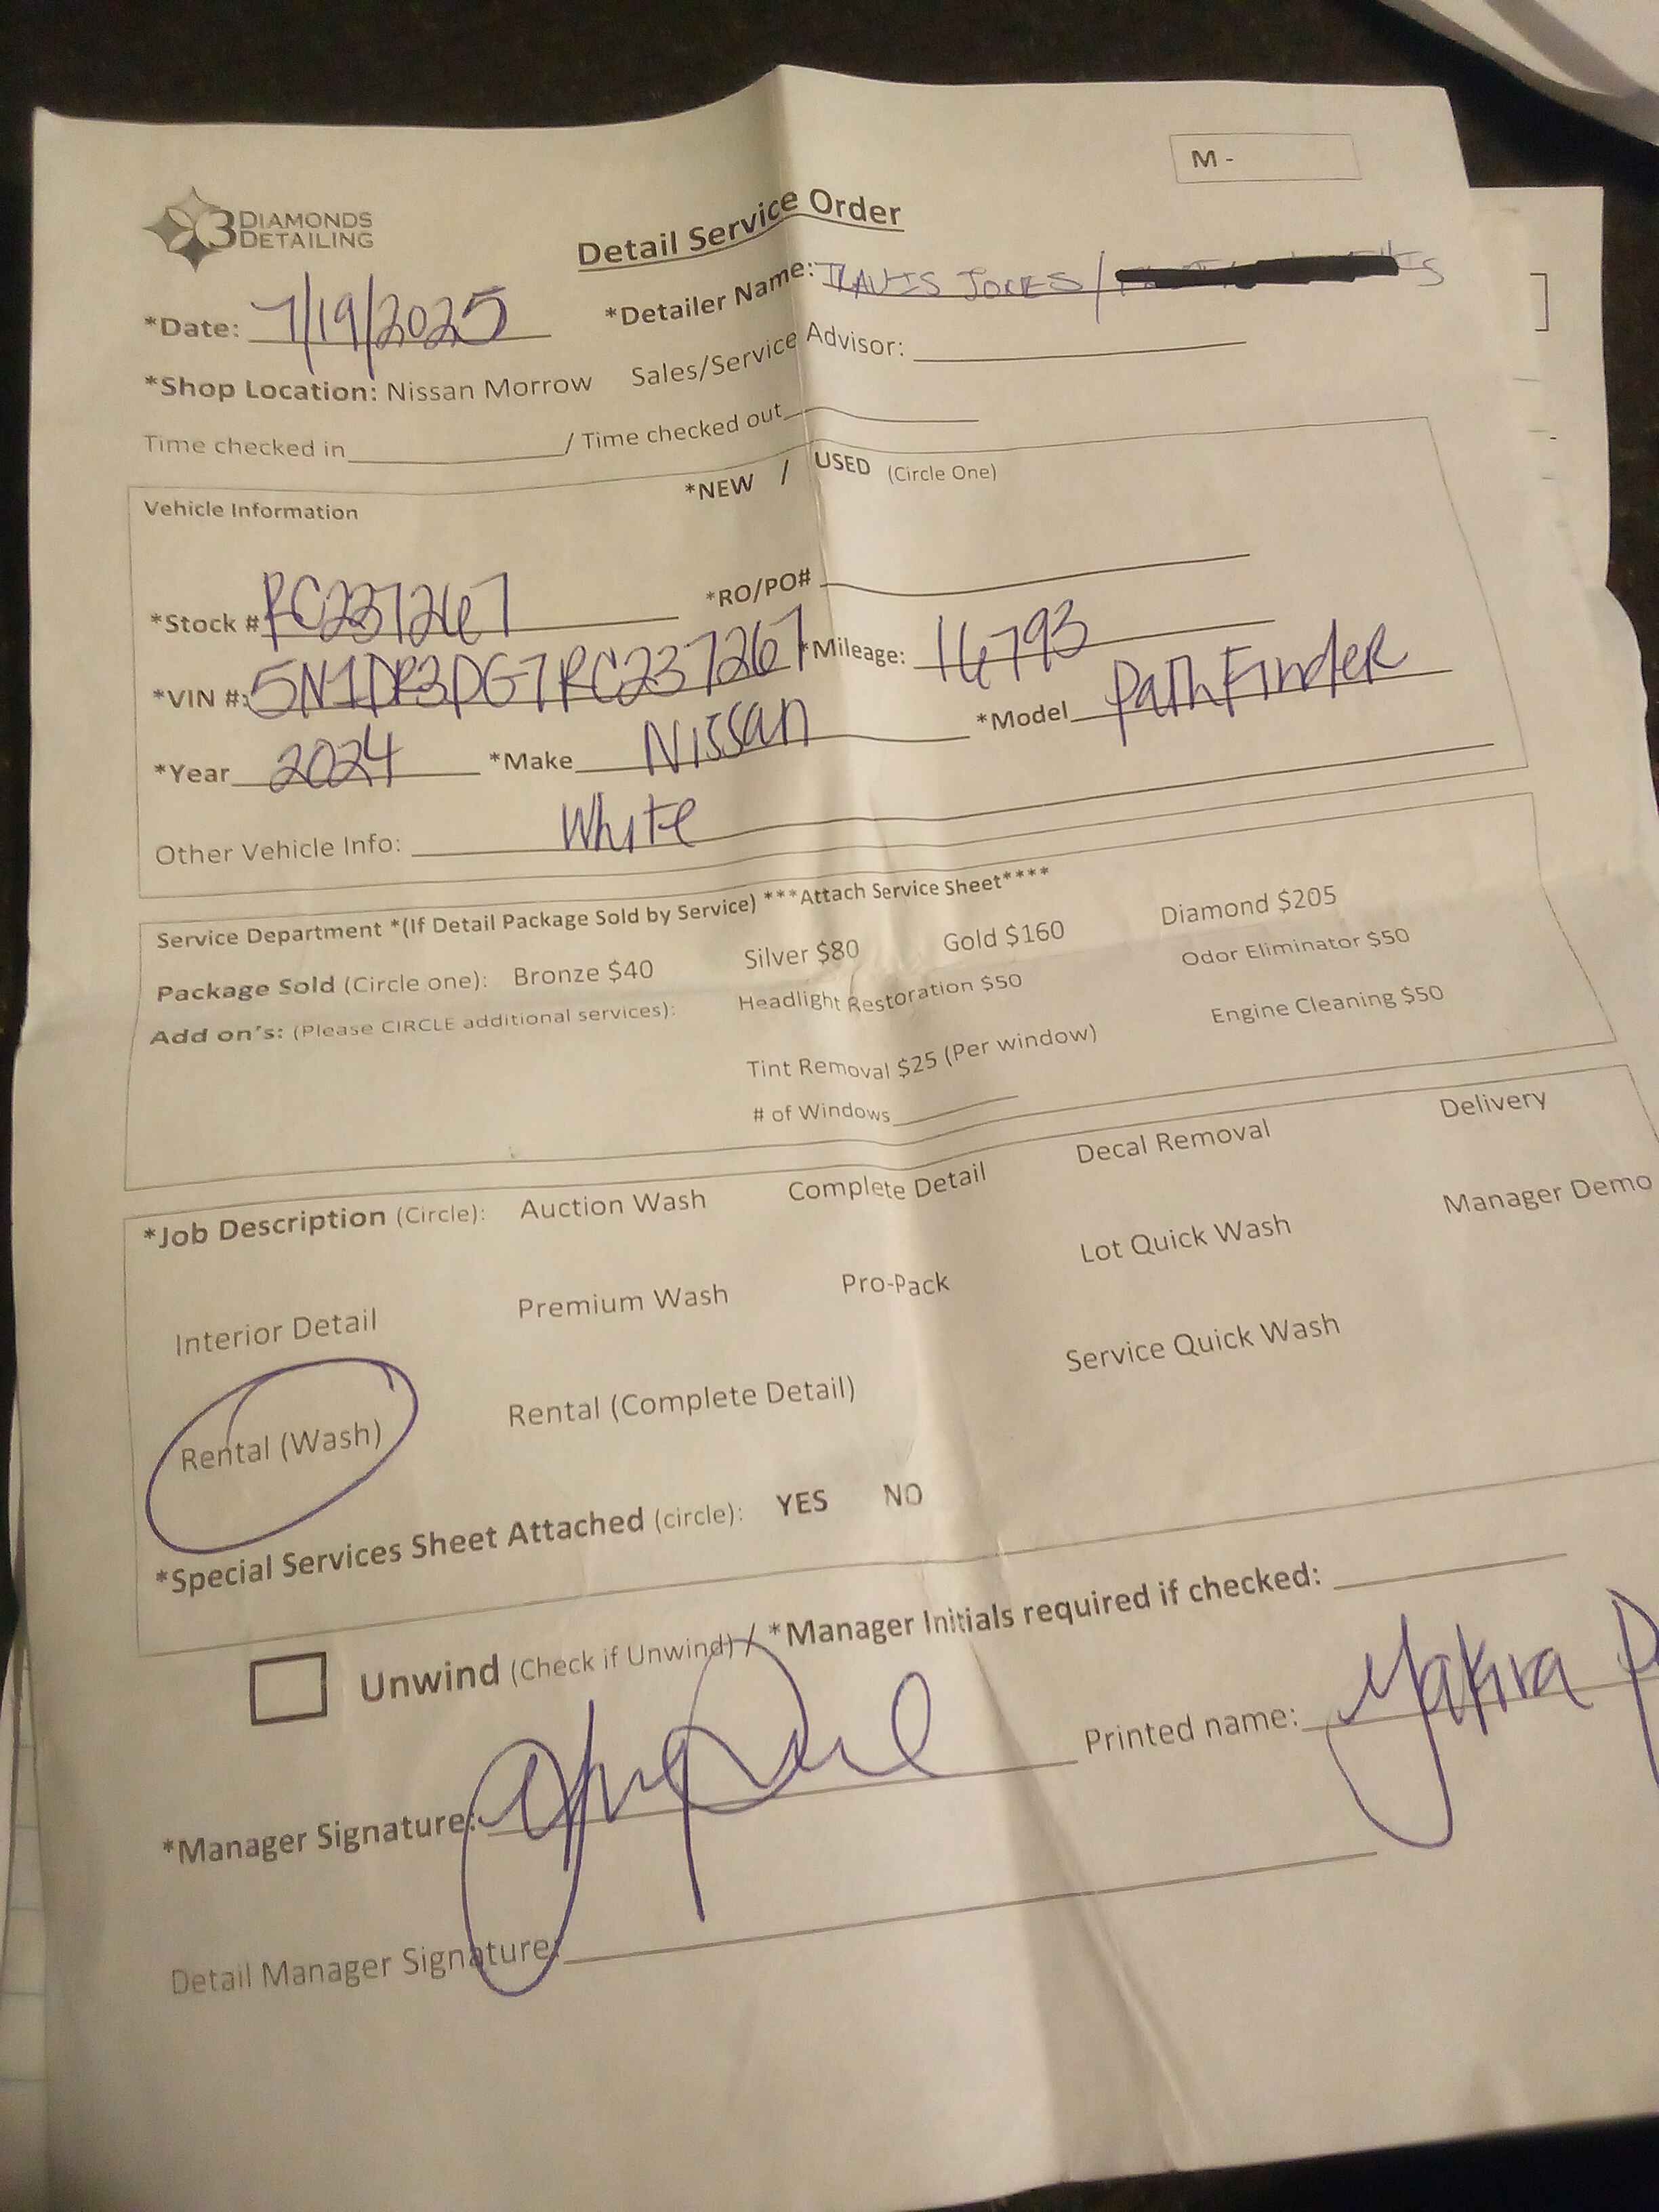 M -
3 DIAMONDS DETAILING
Detail Service Order
*Date: 7/19/2025 *Detailer Name: TRAVIS JONES /
*Shop Location: Nissan Morrow Sales/Service Advisor:
Time checked in / Time checked out
Vehicle Information *NEW / USED (Circle One)
*Stock # RC237267 *RO/PO#
*VIN #: 5N1DR3DG7RC237267 *Mileage: 16793
*Year 2024 *Make Nissan *Model PathFinder
Other Vehicle Info: White
Service Department *(If Detail Package Sold by Service) ***Attach Service Sheet****
Package Sold (Circle one): Bronze $40 Silver $80 Gold $160 Diamond $205
Add on's: (Please CIRCLE additional services): Headlight Restoration $50 Odor Eliminator $50
Tint Removal $25 (Per window) Engine Cleaning $50
# of Windows
*Job Description (Circle): Auction Wash Complete Detail Decal Removal Delivery
Interior Detail Premium Wash Pro-Pack Lot Quick Wash Manager Demo
Rental (Wash) Rental (Complete Detail) Service Quick Wash
*Special Services Sheet Attached (circle): YES NO
Unwind (Check if Unwind) / *Manager Initials required if checked:
*Manager Signature: Printed name: Yakira
Detail Manager Signature: